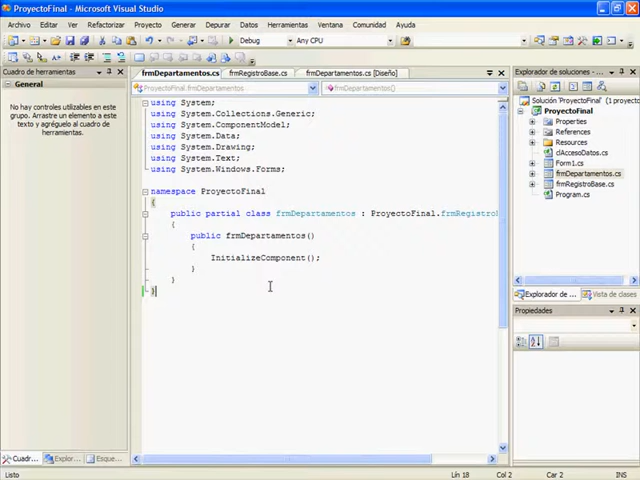 ProyectoFinal - Microsoft Visual Studio
Archivo Editar Ver Refactorizar Proyecto Generar Depurar Datos Herramientas Ventana Comunidad Ayuda
Debug Any CPU
Cuadro de herramientas
General
No hay controles utilizables en este
grupo. Arrastre un elemento a este
texto y agréguelo al cuadro de
herramientas.
frmDepartamentos.cs frmRegistroBase.cs frmDepartamentos.cs [Diseño]
ProyectoFinal.frmDepartamentos frmDepartamentos()
using System;
using System.Collections.Generic;
using System.ComponentModel;
using System.Data;
using System.Drawing;
using System.Text;
using System.Windows.Forms;
namespace ProyectoFinal
{
public partial class frmDepartamentos : ProyectoFinal.frmRegistroB
{
public frmDepartamentos()
{
InitializeComponent();
}
}
}
Explorador de soluciones
Solución 'ProyectoFinal' (1 proyecto
ProyectoFinal
Properties
References
Resources
clAccesoDatos.cs
Form1.cs
frmDepartamentos.cs
frmRegistroBase.cs
Program.cs
Explorador de ... Vista de clases
Propiedades
Cuadr... Explor... Esque...
Listo Lín 18 Col 2 Car 2 INS